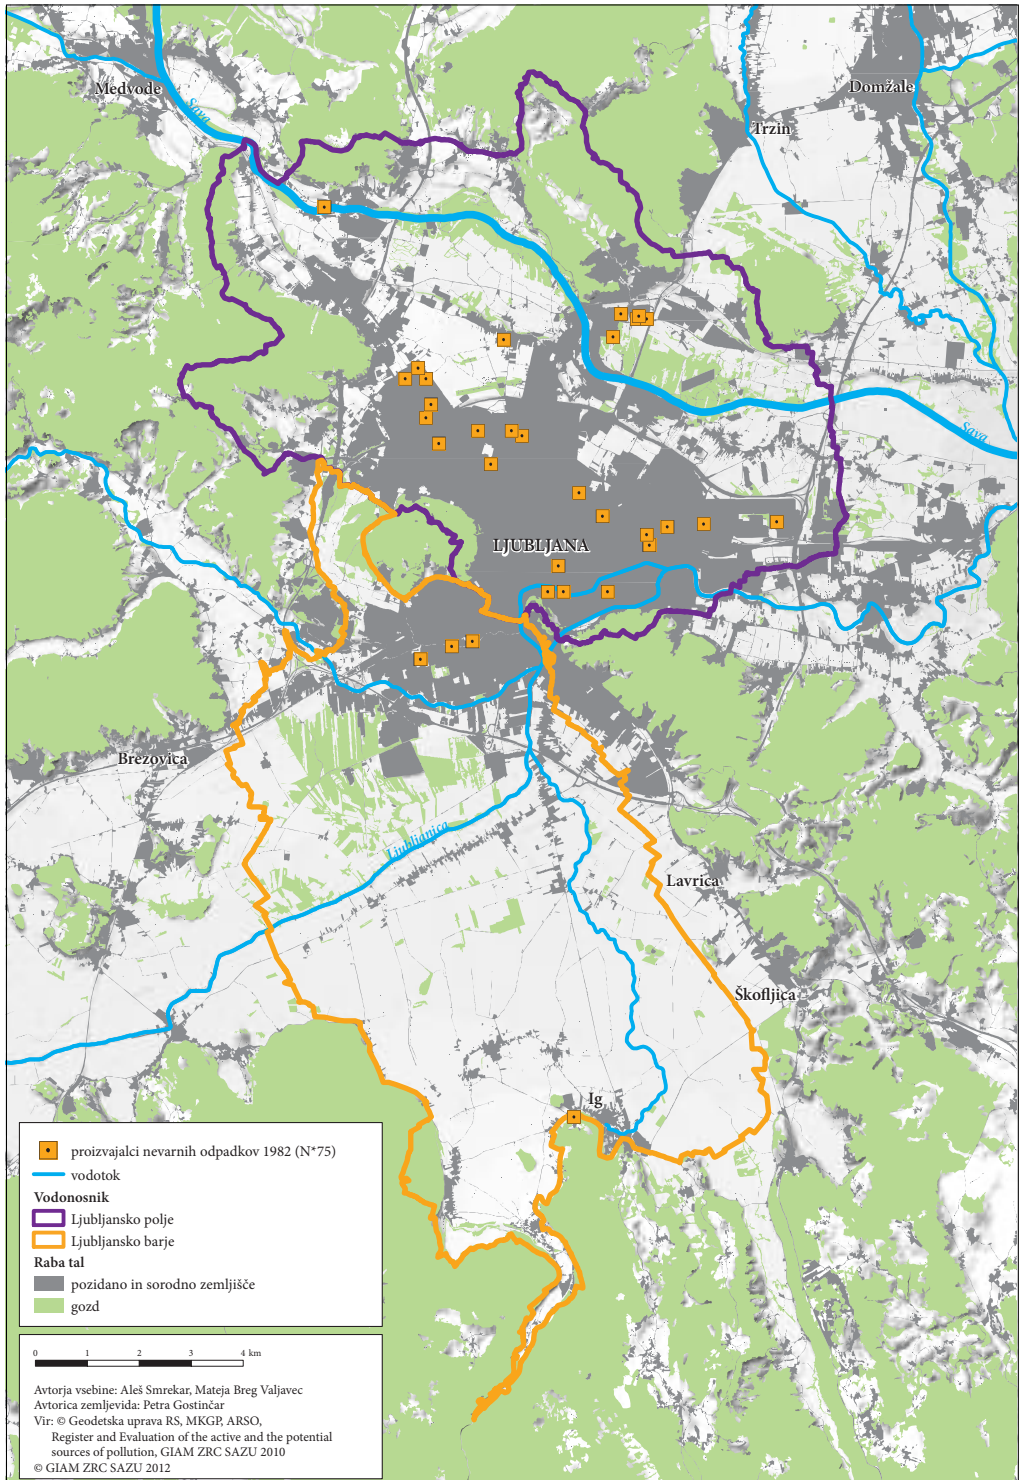 Medvode
Sava
Domžale
Trzin
Sava
LJUBLJANA
Brezovica
Ljubljanica
Lavrica
Škofljica
Ig
proizvajalci nevarnih odpadkov 1982 (N*75)
vodotok
Vodonosnik
Ljubljansko polje
Ljubljansko barje
Raba tal
pozidano in sorodno zemljišče
gozd
0 1 2 3 4 km
Avtorja vsebine: Aleš Smrekar, Mateja Breg Valjavec
Avtorica zemljevida: Petra Gostinčar
Vir: © Geodetska uprava RS, MKGP, ARSO,
Register and Evaluation of the active and the potential
sources of pollution, GIAM ZRC SAZU 2010
© GIAM ZRC SAZU 2012